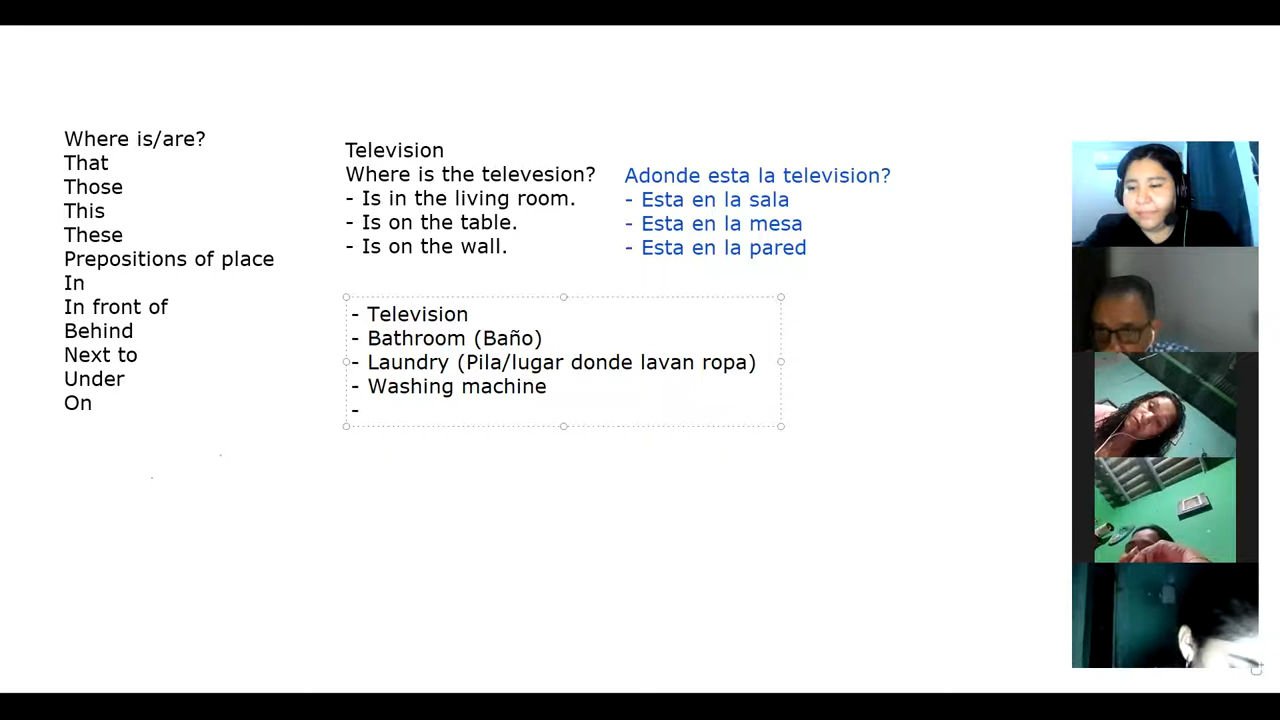 Where is/are?
That
Those
This
These
Prepositions of place
In
In front of
Behind
Next to
Under
On
Television
Where is the televesion?
- Is in the living room.
- Is on the table.
- Is on the wall.
Adonde esta la television?
- Esta en la sala
- Esta en la mesa
- Esta en la pared
- Television
- Bathroom (Baño)
- Laundry (Pila/lugar donde lavan ropa)
- Washing machine
-